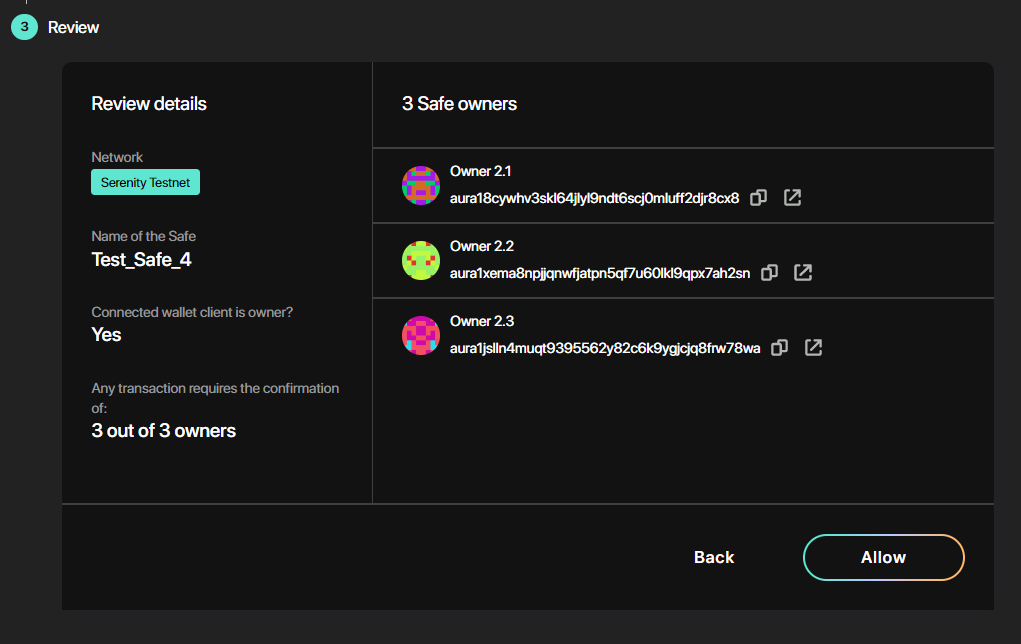 3 Review
Review details
Network
Serenity Testnet
Name of the Safe
Test_Safe_4
Connected wallet client is owner?
Yes
Any transaction requires the confirmation
of:
3 out of 3 owners
3 Safe owners
Owner 2.1
aura18cywhv3skl64jlyl9ndt6scj0mluff2djr8cx8
Owner 2.2
aura1xema8npjjqnwfjatpn5qf7u60lkl9qpx7ah2sn
Owner 2.3
aura1jslln4muqt9395562y82c6k9ygjcjq8frw78wa
Back
Allow